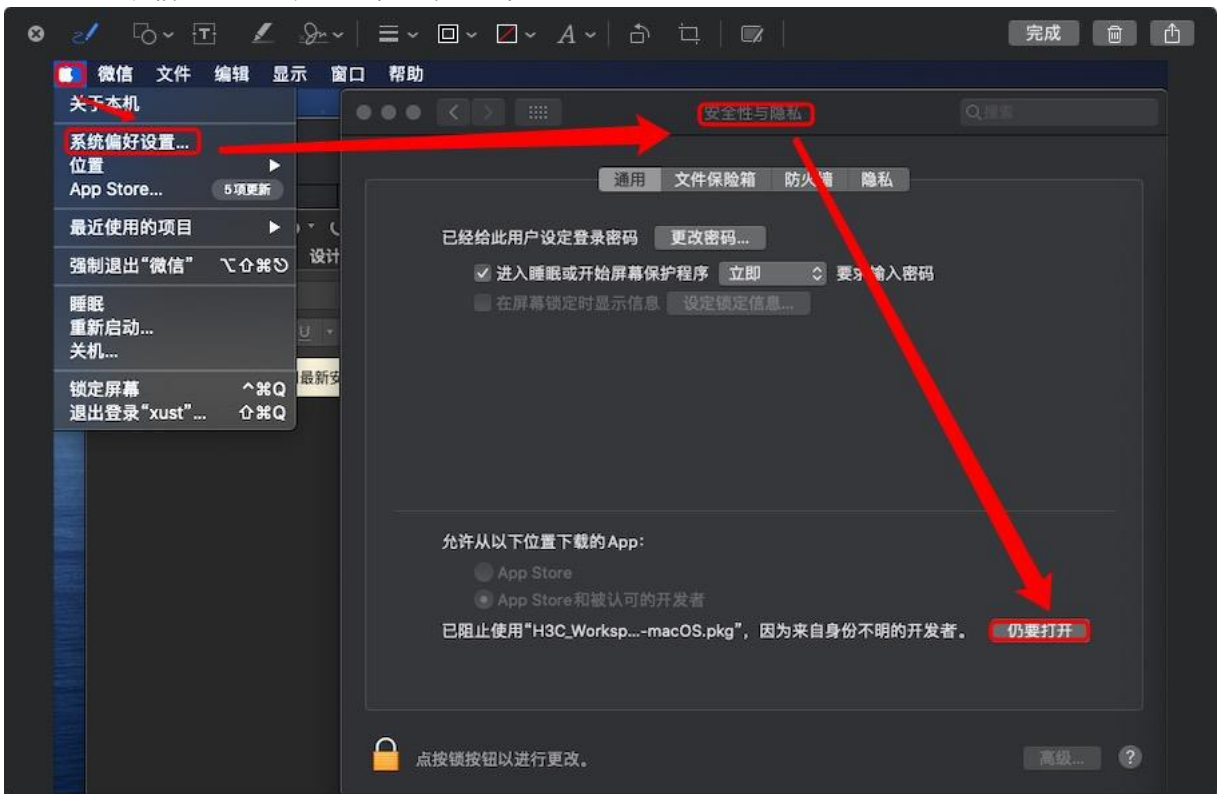 完成
微信 文件 编辑 显示 窗口 帮助
关于本机
系统偏好设置...
位置
App Store... 5项更新
最近使用的项目
强制退出“微信” ⌥⇧⌘⎋
睡眠
重新启动...
关机...
锁定屏幕 ^⌘Q
退出登录“xust”... ⇧⌘Q
设计
U
最新安
安全性与隐私
搜索
通用 文件保险箱 防火墙 隐私
已经给此用户设定登录密码 更改密码...
进入睡眠或开始屏幕保护程序 立即 要求输入密码
在屏幕锁定时显示信息 设定锁定信息...
允许从以下位置下载的App:
App Store
App Store和被认可的开发者
已阻止使用“H3C_Worksp...-macOS.pkg”，因为来自身份不明的开发者。 仍要打开
点按锁按钮以进行更改。
高级... ?